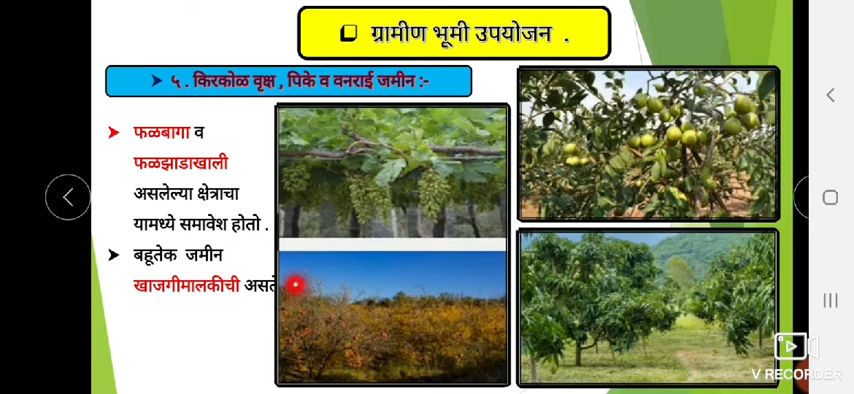 ❑ ग्रामीण भूमी उपयोजन .
➤ ५ . किरकोळ वृक्ष , पिके व वनराई जमीन :-
➤ फळबागा व
फळझाडाखाली
असलेल्या क्षेत्राचा
यामध्ये समावेश होतो .
➤ बहूतेक जमीन
खाजगीमालकीची
V RECORDER